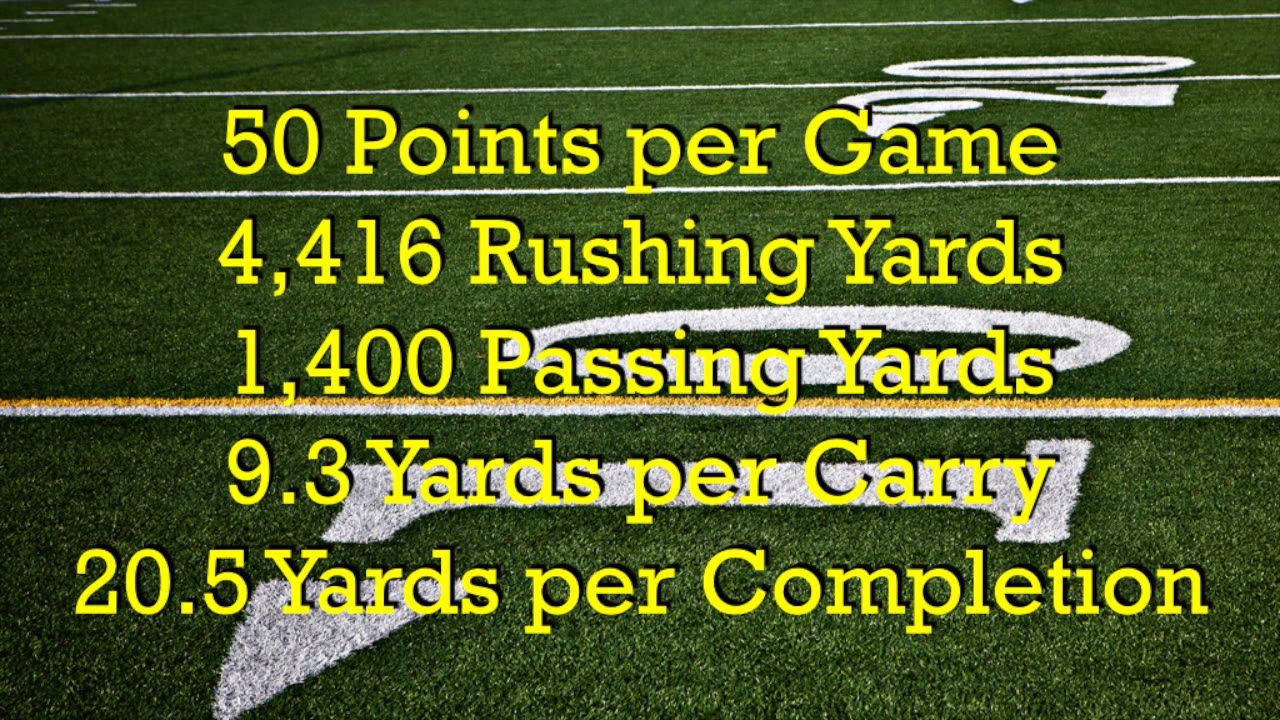 50 Points per Game
4,416 Rushing Yards
1,400 Passing Yards
9.3 Yards per Carry
20.5 Yards per Completion